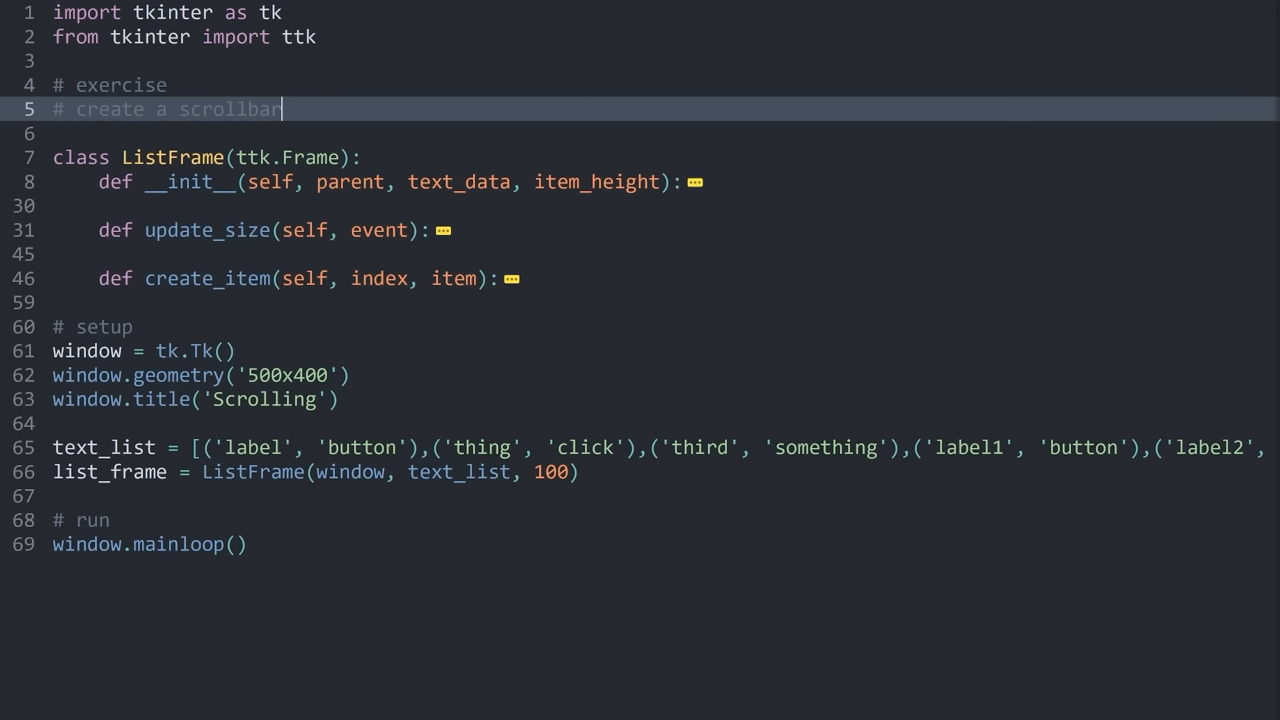 1 import tkinter as tk
2 from tkinter import ttk
3
4 # exercise
5 # create a scrollbar
6
7 class ListFrame(ttk.Frame):
8     def __init__(self, parent, text_data, item_height):
30
31     def update_size(self, event):
45
46     def create_item(self, index, item):
59
60 # setup
61 window = tk.Tk()
62 window.geometry('500x400')
63 window.title('Scrolling')
64
65 text_list = [('label', 'button'),('thing', 'click'),('third', 'something'),('label1', 'button'),('label2',
66 list_frame = ListFrame(window, text_list, 100)
67
68 # run
69 window.mainloop()